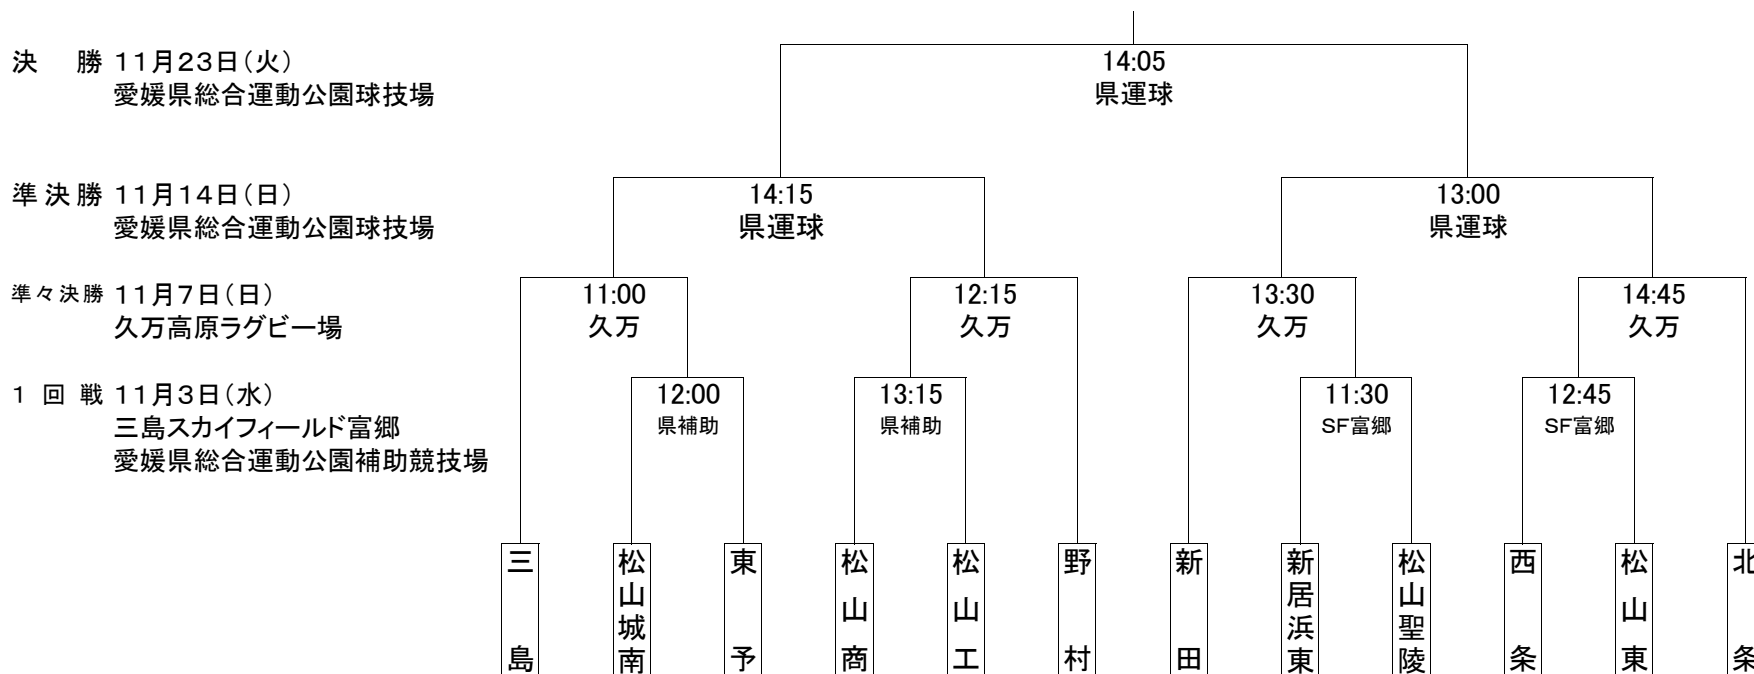 決　勝 11月23日(火)
愛媛県総合運動公園球技場
14:05
県運球
準決勝 11月14日(日)
愛媛県総合運動公園球技場
14:15
県運球
13:00
県運球
準々決勝 11月7日(日)
久万高原ラグビー場
11:00
久万
12:15
久万
13:30
久万
14:45
久万
1回戦 11月3日(水)
三島スカイフィールド富郷
愛媛県総合運動公園補助競技場
12:00
県補助
13:15
県補助
11:30
SF富郷
12:45
SF富郷
三島
松山城南
東予
松山商
松山工
野村
新田
新居浜東
松山聖陵
西条
松山東
北条